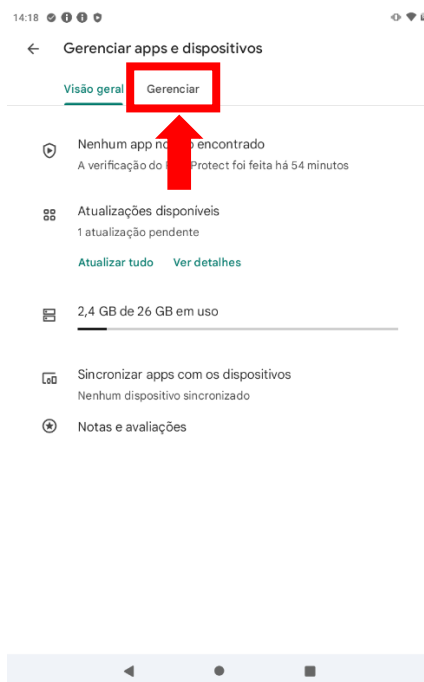 14:18
Gerenciar apps e dispositivos
Visão geral
Gerenciar
Nenhum app no encontrado
A verificação do Protect foi feita há 54 minutos
Atualizações disponíveis
1 atualização pendente
Atualizar tudo Ver detalhes
2,4 GB de 26 GB em uso
Sincronizar apps com os dispositivos
Nenhum dispositivo sincronizado
Notas e avaliações